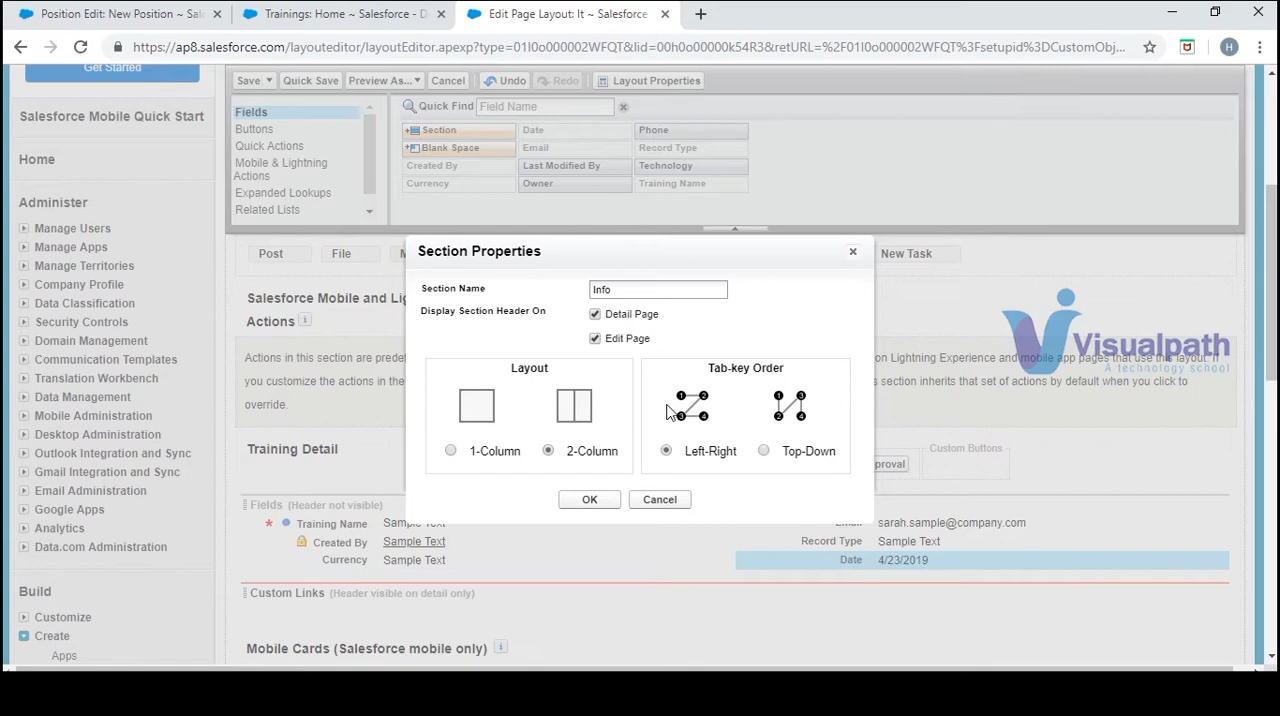 Position Edit: New Position ~ Sal
Trainings: Home ~ Salesforce - D
Edit Page Layout: It ~ Salesforce
https://ap8.salesforce.com/layouteditor/layoutEditor.apexp?type=01I0o000002WFQT&lid=00h0o00000k54R3&retURL=%2F01I0o000002WFQT%3Fsetupid%3DCustomObj...
H
Get Started
Salesforce Mobile Quick Start
Home
Administer
Manage Users
Manage Apps
Manage Territories
Company Profile
Data Classification
Security Controls
Domain Management
Communication Templates
Translation Workbench
Data Management
Mobile Administration
Desktop Administration
Outlook Integration and Sync
Gmail Integration and Sync
Email Administration
Google Apps
Analytics
Data.com Administration
Build
Customize
Create
Apps
Save
Quick Save
Preview As...
Cancel
Undo
Redo
Layout Properties
Fields
Buttons
Quick Actions
Mobile & Lightning
Actions
Expanded Lookups
Related Lists
Quick Find Field Name
Section Date Phone
Blank Space Email Record Type
Created By Last Modified By Technology
Currency Owner Training Name
Post File New Task
Salesforce Mobile and Lig
Actions
Actions in this section are predef
on Lightning Experience and mobile app pages that use this layout. If
you customize the actions in the
s section inherits that set of actions by default when you click to
override.
Section Properties
Section Name Info
Display Section Header On
Detail Page
Edit Page
Layout
1-Column 2-Column
Tab-key Order
1 2
3 4
1 3
2 4
Left-Right Top-Down
OK Cancel
Visualpath
A technology school
Training Detail
Custom Buttons
proval
Fields (Header not visible)
Training Name Sample Text
sarah.sample@company.com
Created By Sample Text
Record Type Sample Text
Currency Sample Text
Date 4/23/2019
Custom Links (Header visible on detail only)
Mobile Cards (Salesforce mobile only)